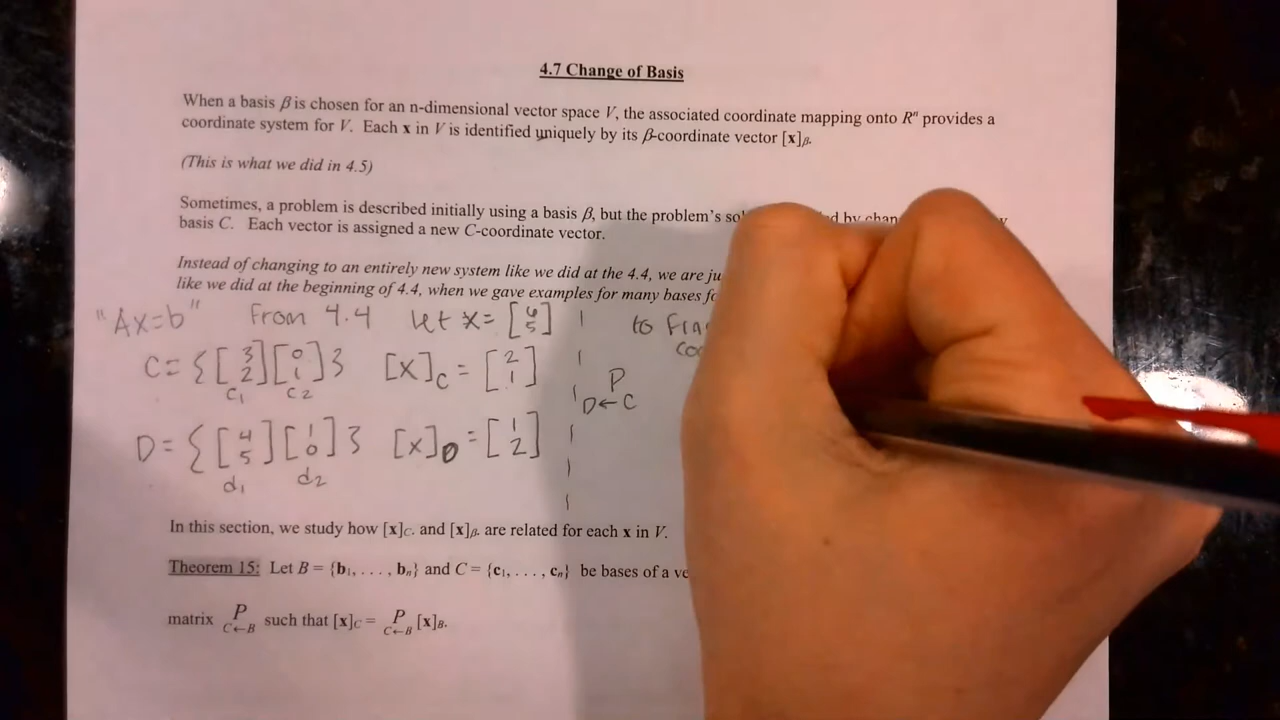 4.7 Change of Basis
When a basis β is chosen for an n-dimensional vector space V, the associated coordinate mapping onto Rⁿ provides a
coordinate system for V. Each x in V is identified uniquely by its β-coordinate vector [x]β.
(This is what we did in 4.5)
Sometimes, a problem is described initially using a basis β, but the problem's by
basis C. Each vector is assigned a new C-coordinate vector.
Instead of changing to an entirely new system like we did at the 4.4, we are
like we did at the beginning of 4.4, when we gave examples for many bases
"Ax=b" From 4.4 Let x = [6 5] to
C = {[3 2][0 1]} [x]C = [2 1]
c1 c2
P D←C
D = {[4 5][1 0]} [x]D = [1 2]
d1 d2
In this section, we study how [x]C. and [x]β. are related for each x in V.
Theorem 15: Let B = {b1, . . . , bn} and C = {c1, . . . , cn} be bases of a
matrix P C←B such that [x]C = P C←B [x]B.